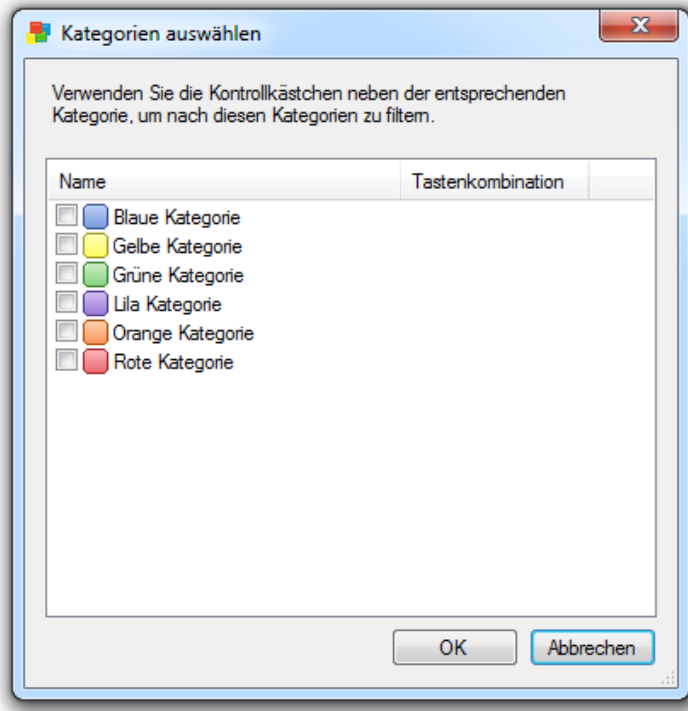 Kategorien auswählen
Verwenden Sie die Kontrollkästchen neben der entsprechenden
Kategorie, um nach diesen Kategorien zu filtern.
Name Tastenkombination
Blaue Kategorie
Gelbe Kategorie
Grüne Kategorie
Lila Kategorie
Orange Kategorie
Rote Kategorie
OK Abbrechen